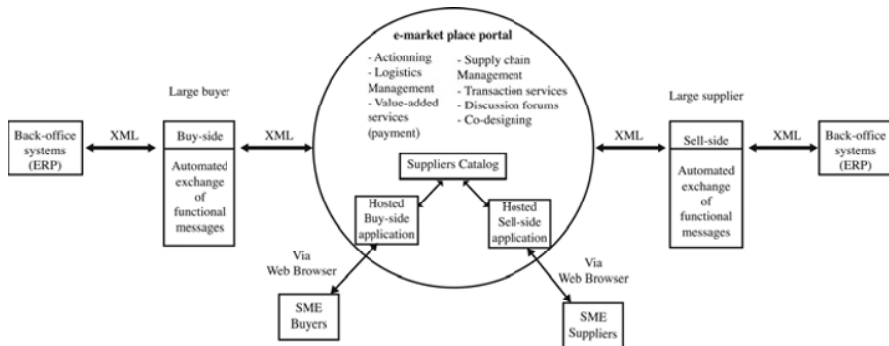 e-market place portal
- Actionning
- Logistics
Management
- Value-added
services
(payment)
- Supply chain
Management
- Transaction services
- Discussion forums
- Co-designing
Large buyer
Large supplier
Back-office
systems
(ERP)
XML
Buy-side
Automated
exchange
of
functional
messages
XML
Suppliers Catalog
Hosted
Buy-side
application
Hosted
Sell-side
application
XML
Sell-side
Automated
exchange
of
functional
messages
XML
Back-office
systems
(ERP)
Via
Web Browser
Via
Web Browser
SME
Buyers
SME
Suppliers